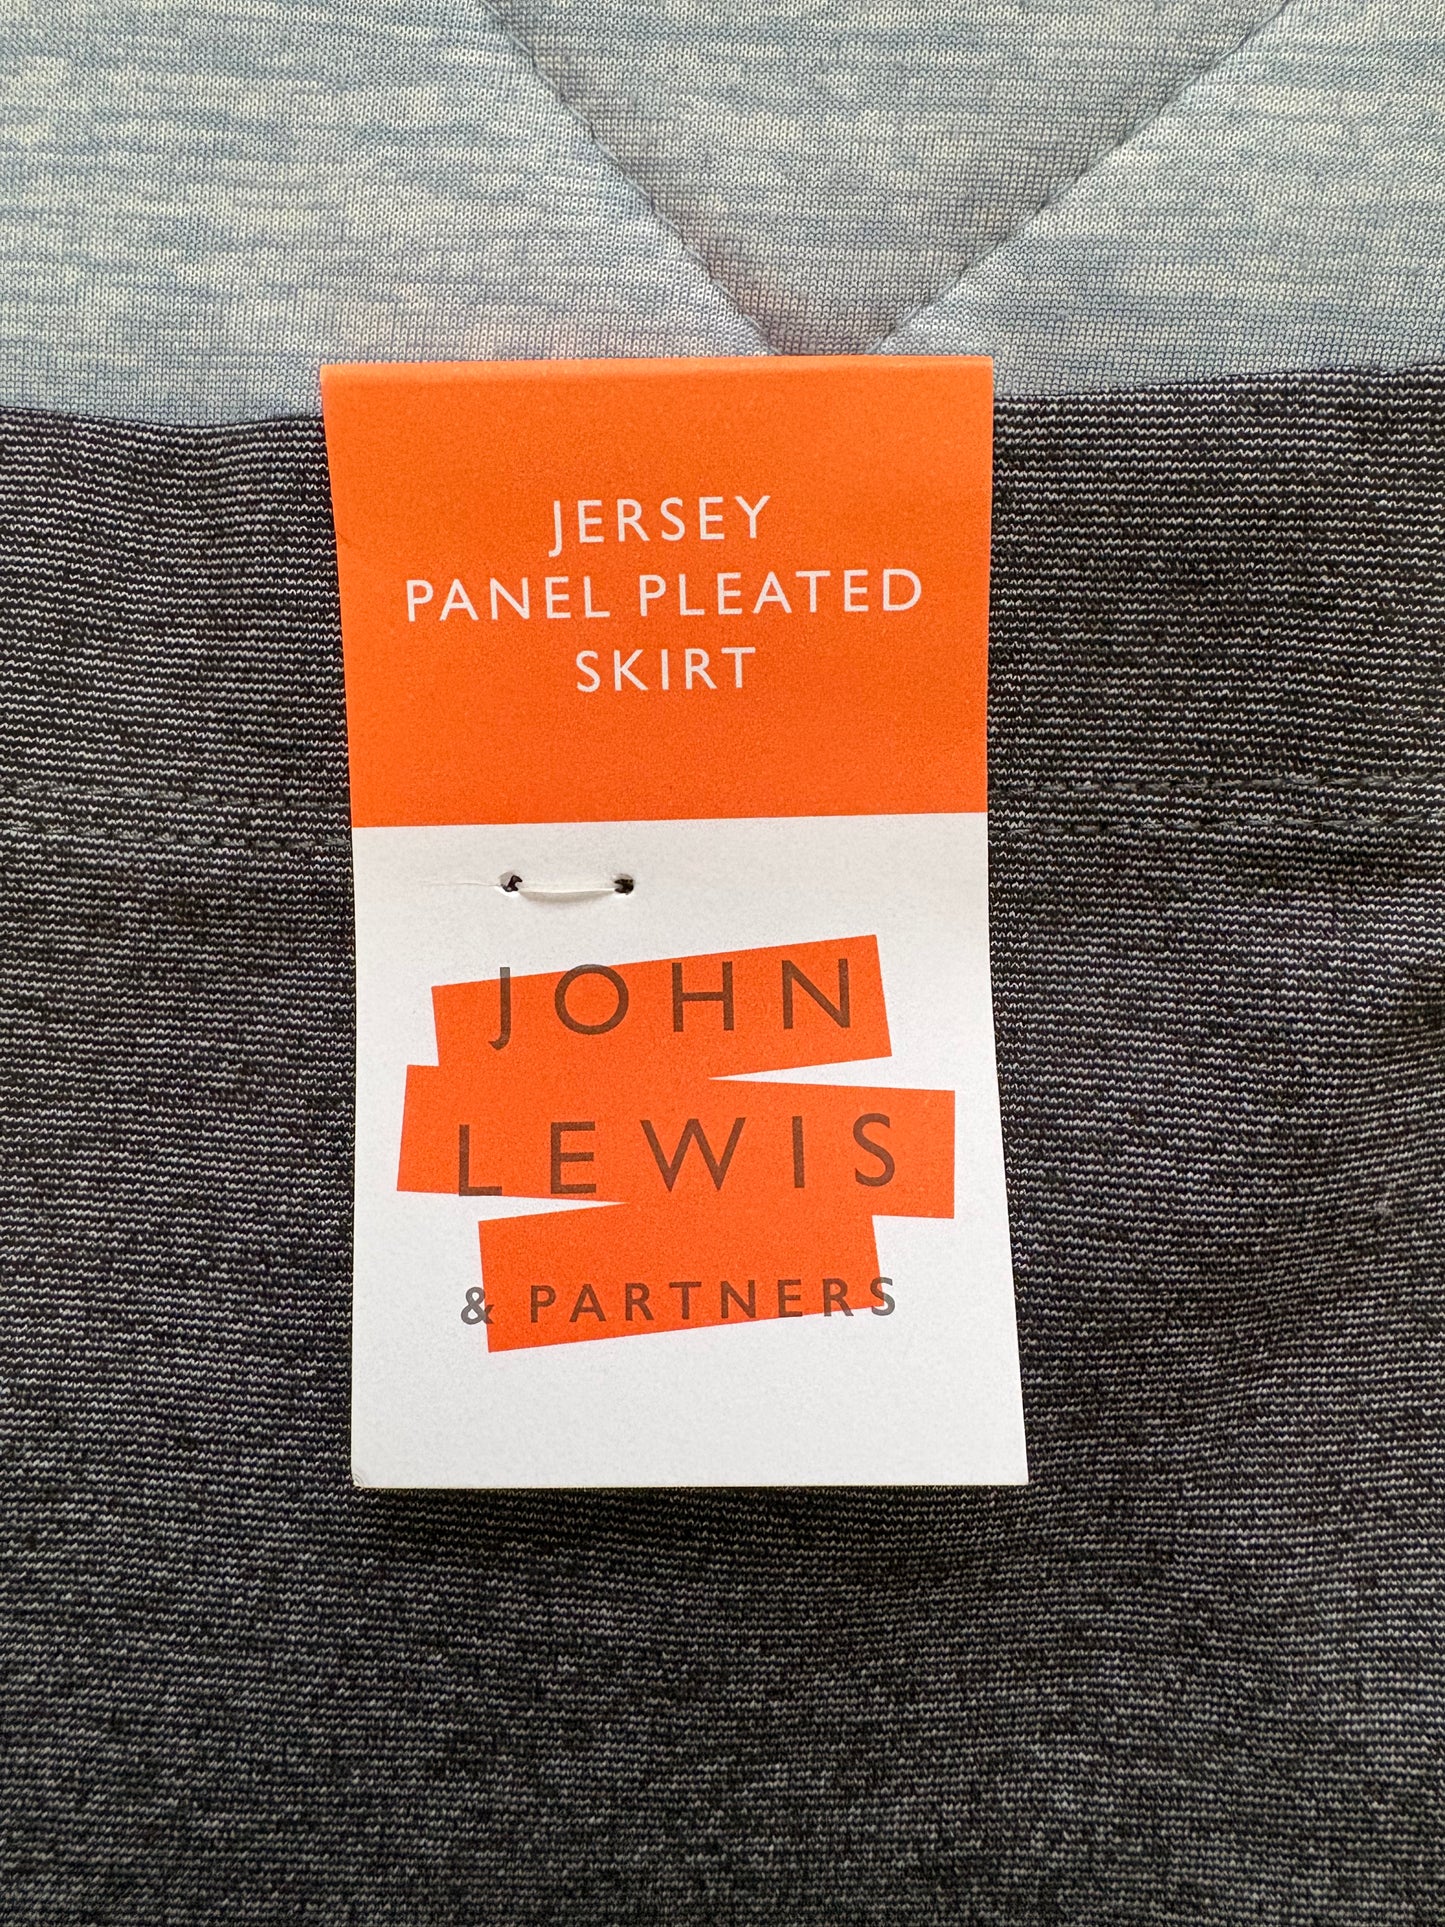 JERSEY
PANEL PLEATED
SKIRT
JOHN
LEWIS
& PARTNERS